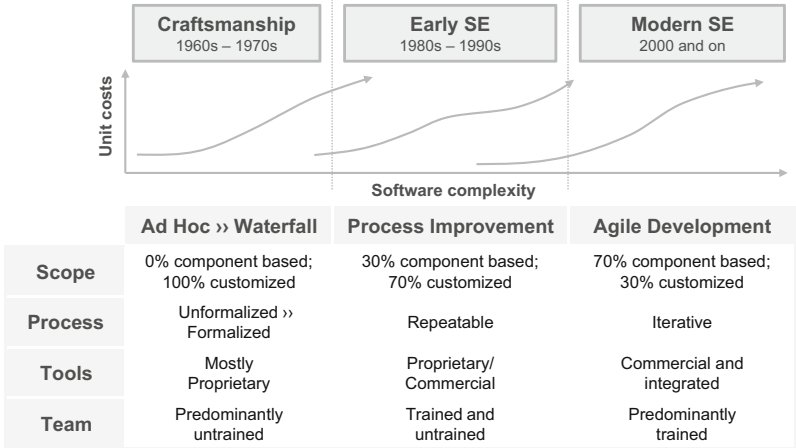 Craftsmanship
1960s – 1970s
Early SE
1980s – 1990s
Modern SE
2000 and on
Unit costs
Software complexity
Ad Hoc ›› Waterfall
Process Improvement
Agile Development
Scope
0% component based;
100% customized
30% component based;
70% customized
70% component based;
30% customized
Process
Unformalized ››
Formalized
Repeatable
Iterative
Tools
Mostly
Proprietary
Proprietary/
Commercial
Commercial and
integrated
Team
Predominantly
untrained
Trained and
untrained
Predominantly
trained